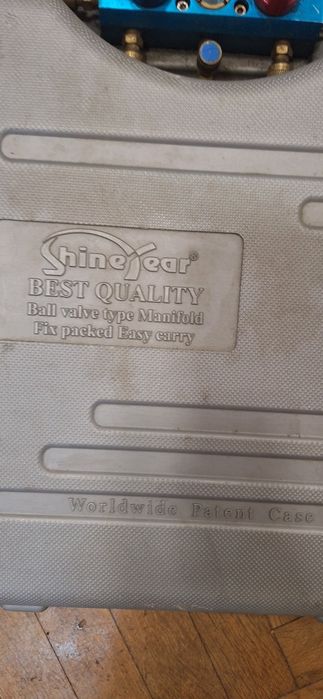 ShineYear®
BEST QUALITY
Ball valve type Manifold
Fix packed Easy carry
Worldwide Patent Case